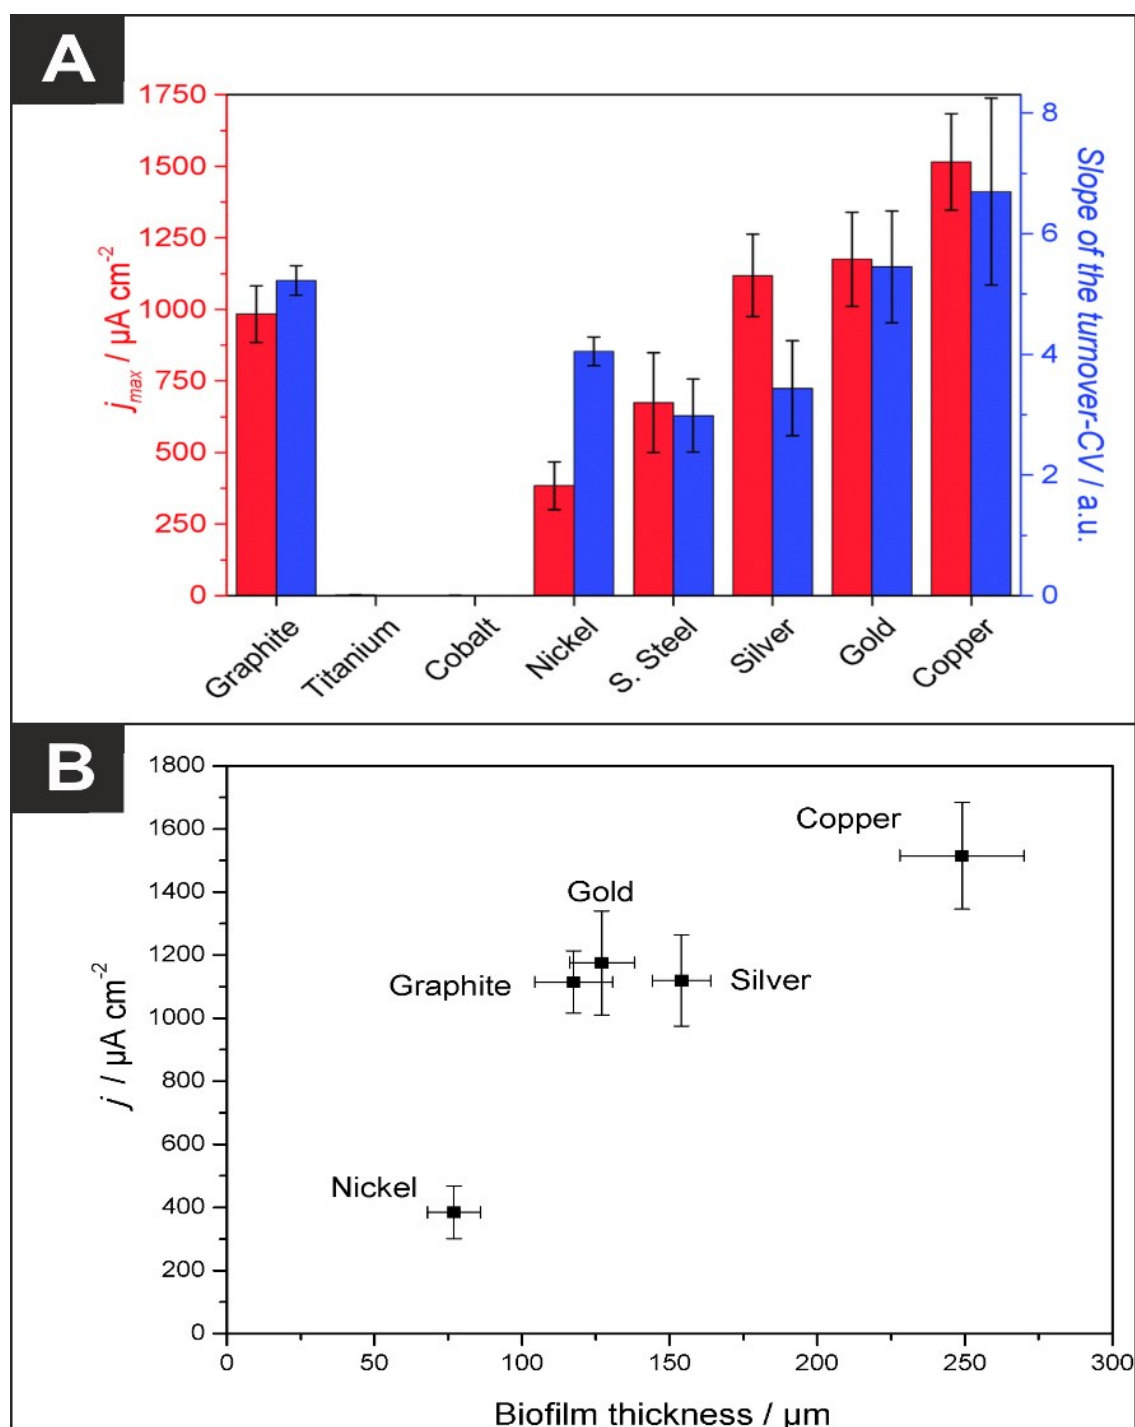 A
1750
1500
1250
1000
750
500
250
0
j_max / µA cm⁻²
8
6
4
2
0
Slope of the turnover-CV / a.u.
Graphite
Titanium
Cobalt
Nickel
S. Steel
Silver
Gold
Copper
B
1800
1600
1400
1200
1000
800
600
400
200
0
j / µA cm⁻²
Copper
Gold
Graphite
Silver
Nickel
0 50 100 150 200 250 300
Biofilm thickness / µm